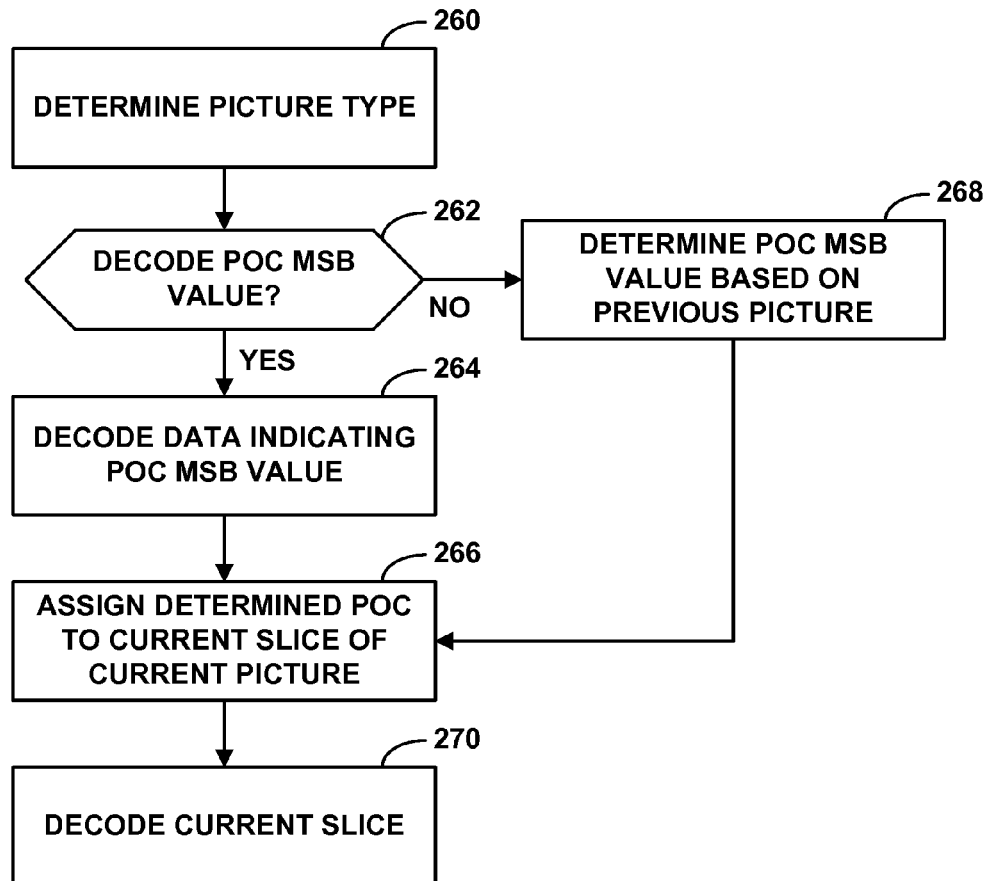 260
DETERMINE PICTURE TYPE
262
DECODE POC MSB
VALUE?
NO
YES
268
DETERMINE POC MSB
VALUE BASED ON
PREVIOUS PICTURE
264
DECODE DATA INDICATING
POC MSB VALUE
266
ASSIGN DETERMINED POC
TO CURRENT SLICE OF
CURRENT PICTURE
270
DECODE CURRENT SLICE